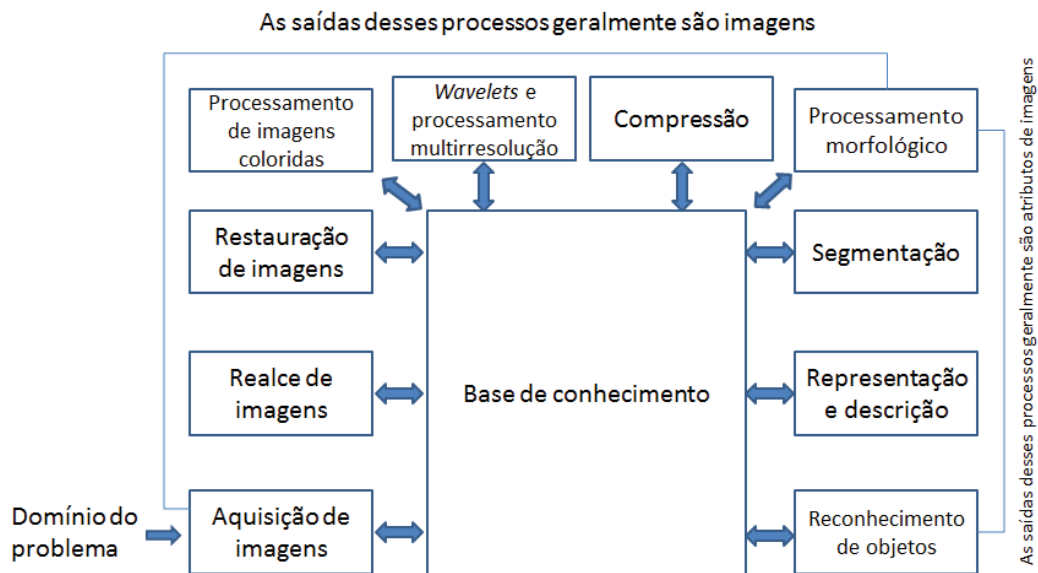 As saídas desses processos geralmente são imagens
Processamento
de imagens
coloridas
Wavelets e
processamento
multirresolução
Compressão
Processamento
morfológico
Restauração
de imagens
Segmentação
Realce de
imagens
Base de conhecimento
Representação
e descrição
Domínio do
problema
Aquisição de
imagens
Reconhecimento
de objetos
As saídas desses processos geralmente são atributos de imagens